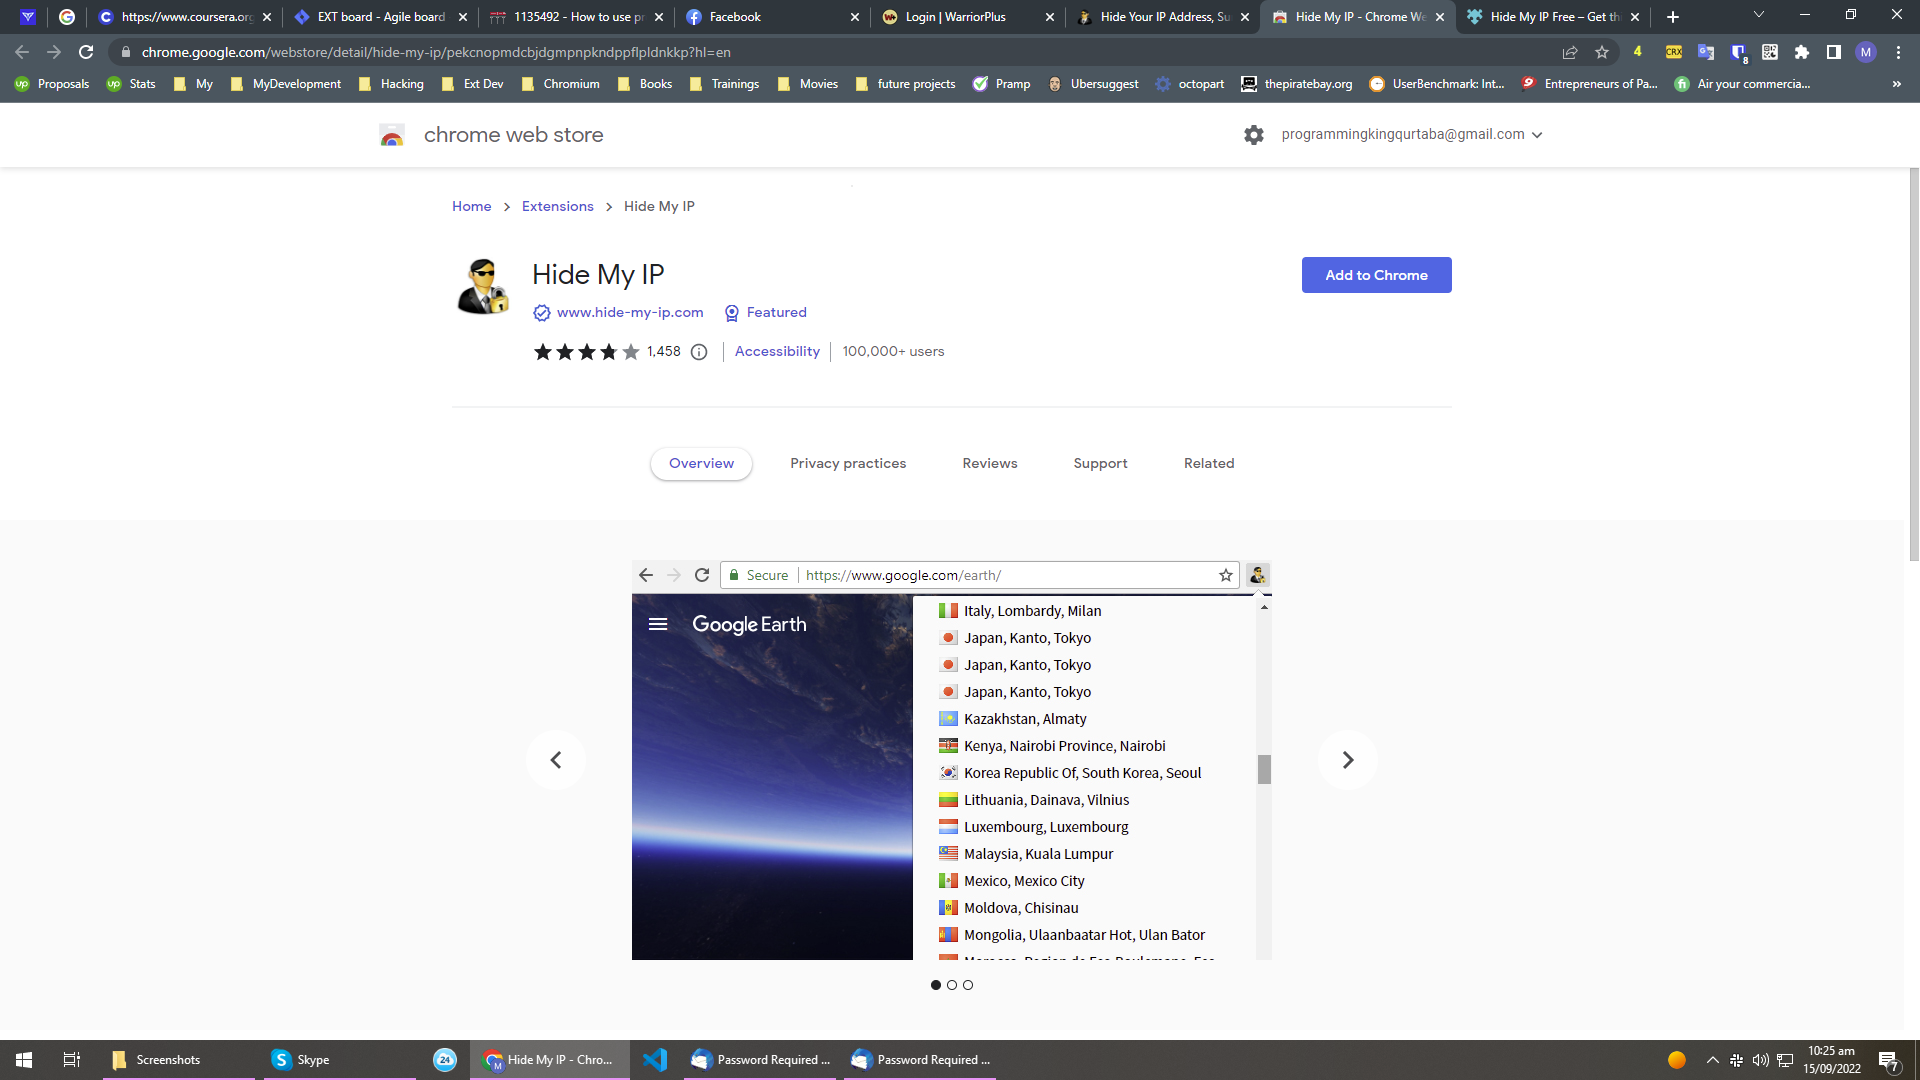 https://www.coursera.org
EXT board - Agile board
1135492 - How to use pr
Facebook
Login | WarriorPlus
Hide Your IP Address, Su
Hide My IP - Chrome We
Hide My IP Free – Get th
chrome.google.com/webstore/detail/hide-my-ip/pekcnopmdcbjdgmpnpkndppflpldnkkp?hl=en
4
CRX
8
M
up Proposals
up Stats
My
MyDevelopment
Hacking
Ext Dev
Chromium
Books
Trainings
Movies
future projects
Pramp
Ubersuggest
octopart
thepiratebay.org
UserBenchmark: Int...
Entrepreneurs of Pa...
Air your commercia...
chrome web store
programmingkingqurtaba@gmail.com
Home > Extensions > Hide My IP
Hide My IP
Add to Chrome
www.hide-my-ip.com Featured
1,458 Accessibility 100,000+ users
Overview Privacy practices Reviews Support Related
Secure https://www.google.com/earth/
Google Earth
Italy, Lombardy, Milan
Japan, Kanto, Tokyo
Japan, Kanto, Tokyo
Japan, Kanto, Tokyo
Kazakhstan, Almaty
Kenya, Nairobi Province, Nairobi
Korea Republic Of, South Korea, Seoul
Lithuania, Dainava, Vilnius
Luxembourg, Luxembourg
Malaysia, Kuala Lumpur
Mexico, Mexico City
Moldova, Chisinau
Mongolia, Ulaanbaatar Hot, Ulan Bator
Screenshots
Skype
24
Hide My IP - Chro...
Password Required ...
Password Required ...
10:25 am
15/09/2022
7